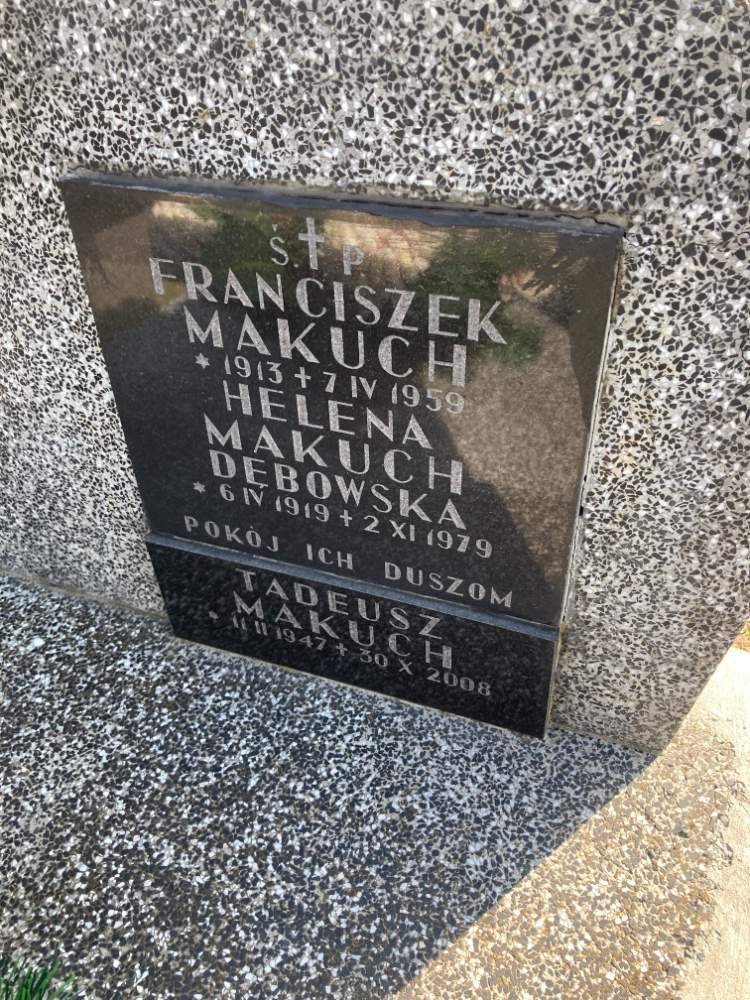 Ś † P
FRANCISZEK
MAKUCH
* 1913 + 7 IV 1959
HELENA
MAKUCH
DĘBOWSKA
* 6 IV 1919 + 2 XI 1979
POKÓJ ICH DUSZOM
TADEUSZ
MAKUCH
* 11 II 1947 + 30 X 2008